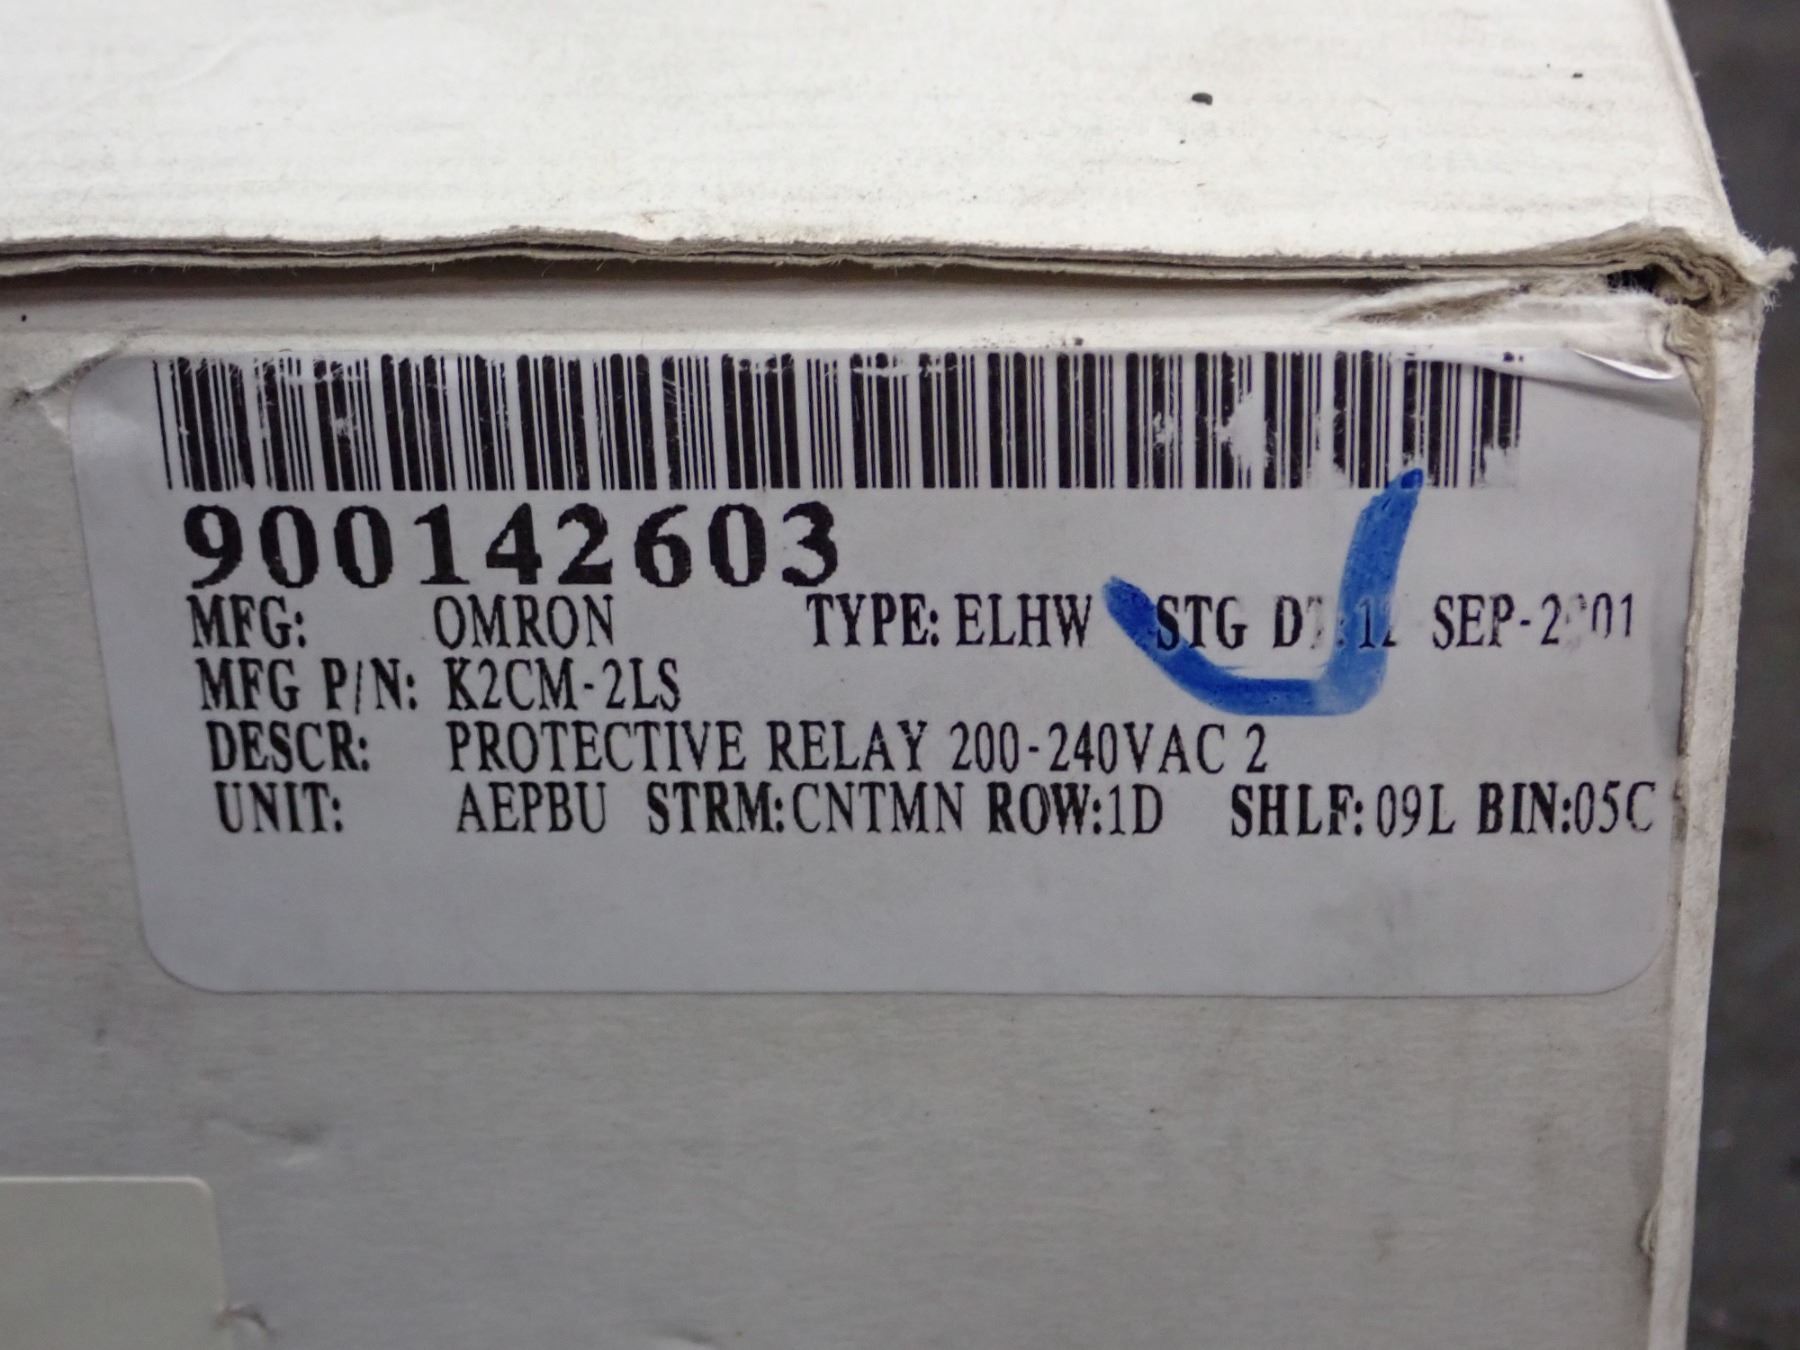 900142603
MFG: OMRON TYPE: ELHW STG SEP-2001
MFG P/N: K2CM-2LS
DESCR: PROTECTIVE RELAY 200-240VAC 2
UNIT: AEPBU STRM:CNTMN ROW:1D SHLF:09L BIN:05C